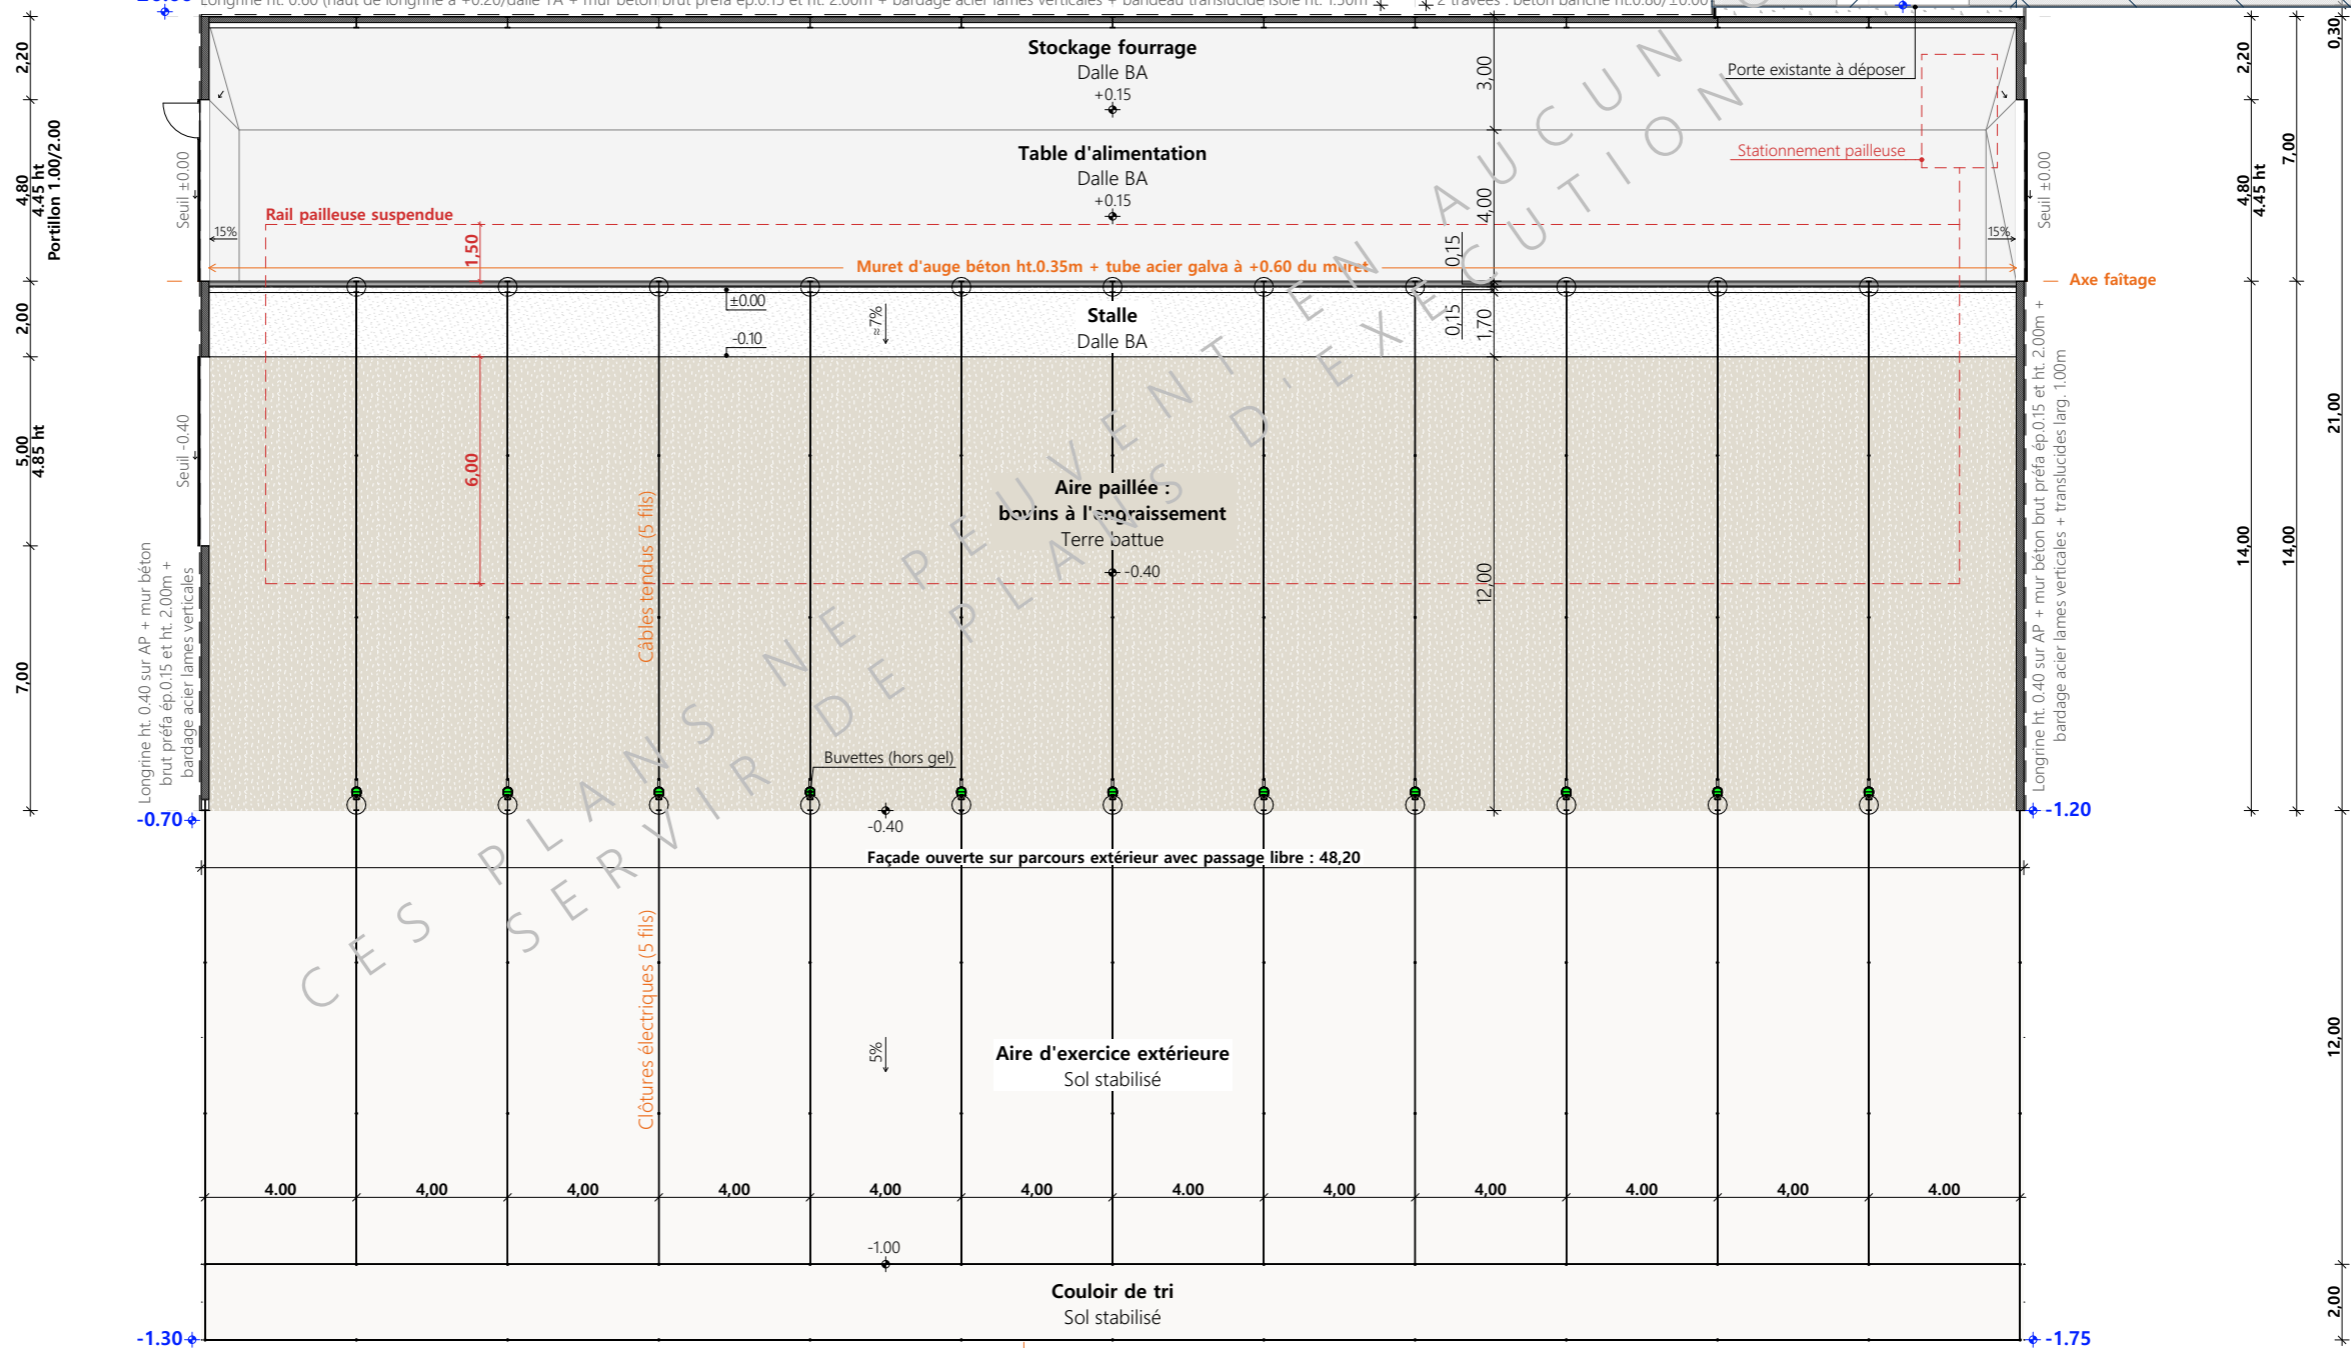 Stockage fourrage
Dalle BA
+0.15
3,00
Porte existante à déposer
2,20
2,20
0,30
Portillon 1.00/2.00
4,80
4.45 ht
Seuil ±0.00
Table d'alimentation
Dalle BA
+0.15
4,00
Stationnement pailleuse
Seuil ±0.00
4,80
4.45 ht
7,00
Rail pailleuse suspendue
1,50
15%
15%
0,15
Muret d'auge béton ht.0.35m + tube acier galva à +0.60 du muret
Axe faîtage
2,00
±0.00
-0.10
≈7%
Stalle
Dalle BA
0,15
1,70
21,00
5,00
4.85 ht
Seuil -0.40
6,00
Câbles tendus (5 fils)
Aire paillée :
bovins à l'engraissement
Terre battue
-0.40
12,00
14,00
14,00
7,00
Longrine ht. 0.40 sur AP + mur béton
brut préfa ép.0.15 et ht. 2.00m +
bardage acier lames verticales
Longrine ht. 0.40 sur AP + mur béton brut préfa ép.0.15 et ht. 2.00m +
bardage acier lames verticales + translucides larg. 1.00m
Buvettes (hors gel)
-0.70
-0.40
-1.20
Façade ouverte sur parcours extérieur avec passage libre : 48,20
Clôtures électriques (5 fils)
5%
Aire d'exercice extérieure
Sol stabilisé
12,00
4.00 4,00 4,00 4,00 4,00 4,00 4.00 4,00 4,00 4.00 4,00 4.00
-1.00
Couloir de tri
Sol stabilisé
2,00
-1.30
-1.75
CES PLANS NE PEUVENT EN AUCUN
SERVIR DE PLANS D'EXECUTION